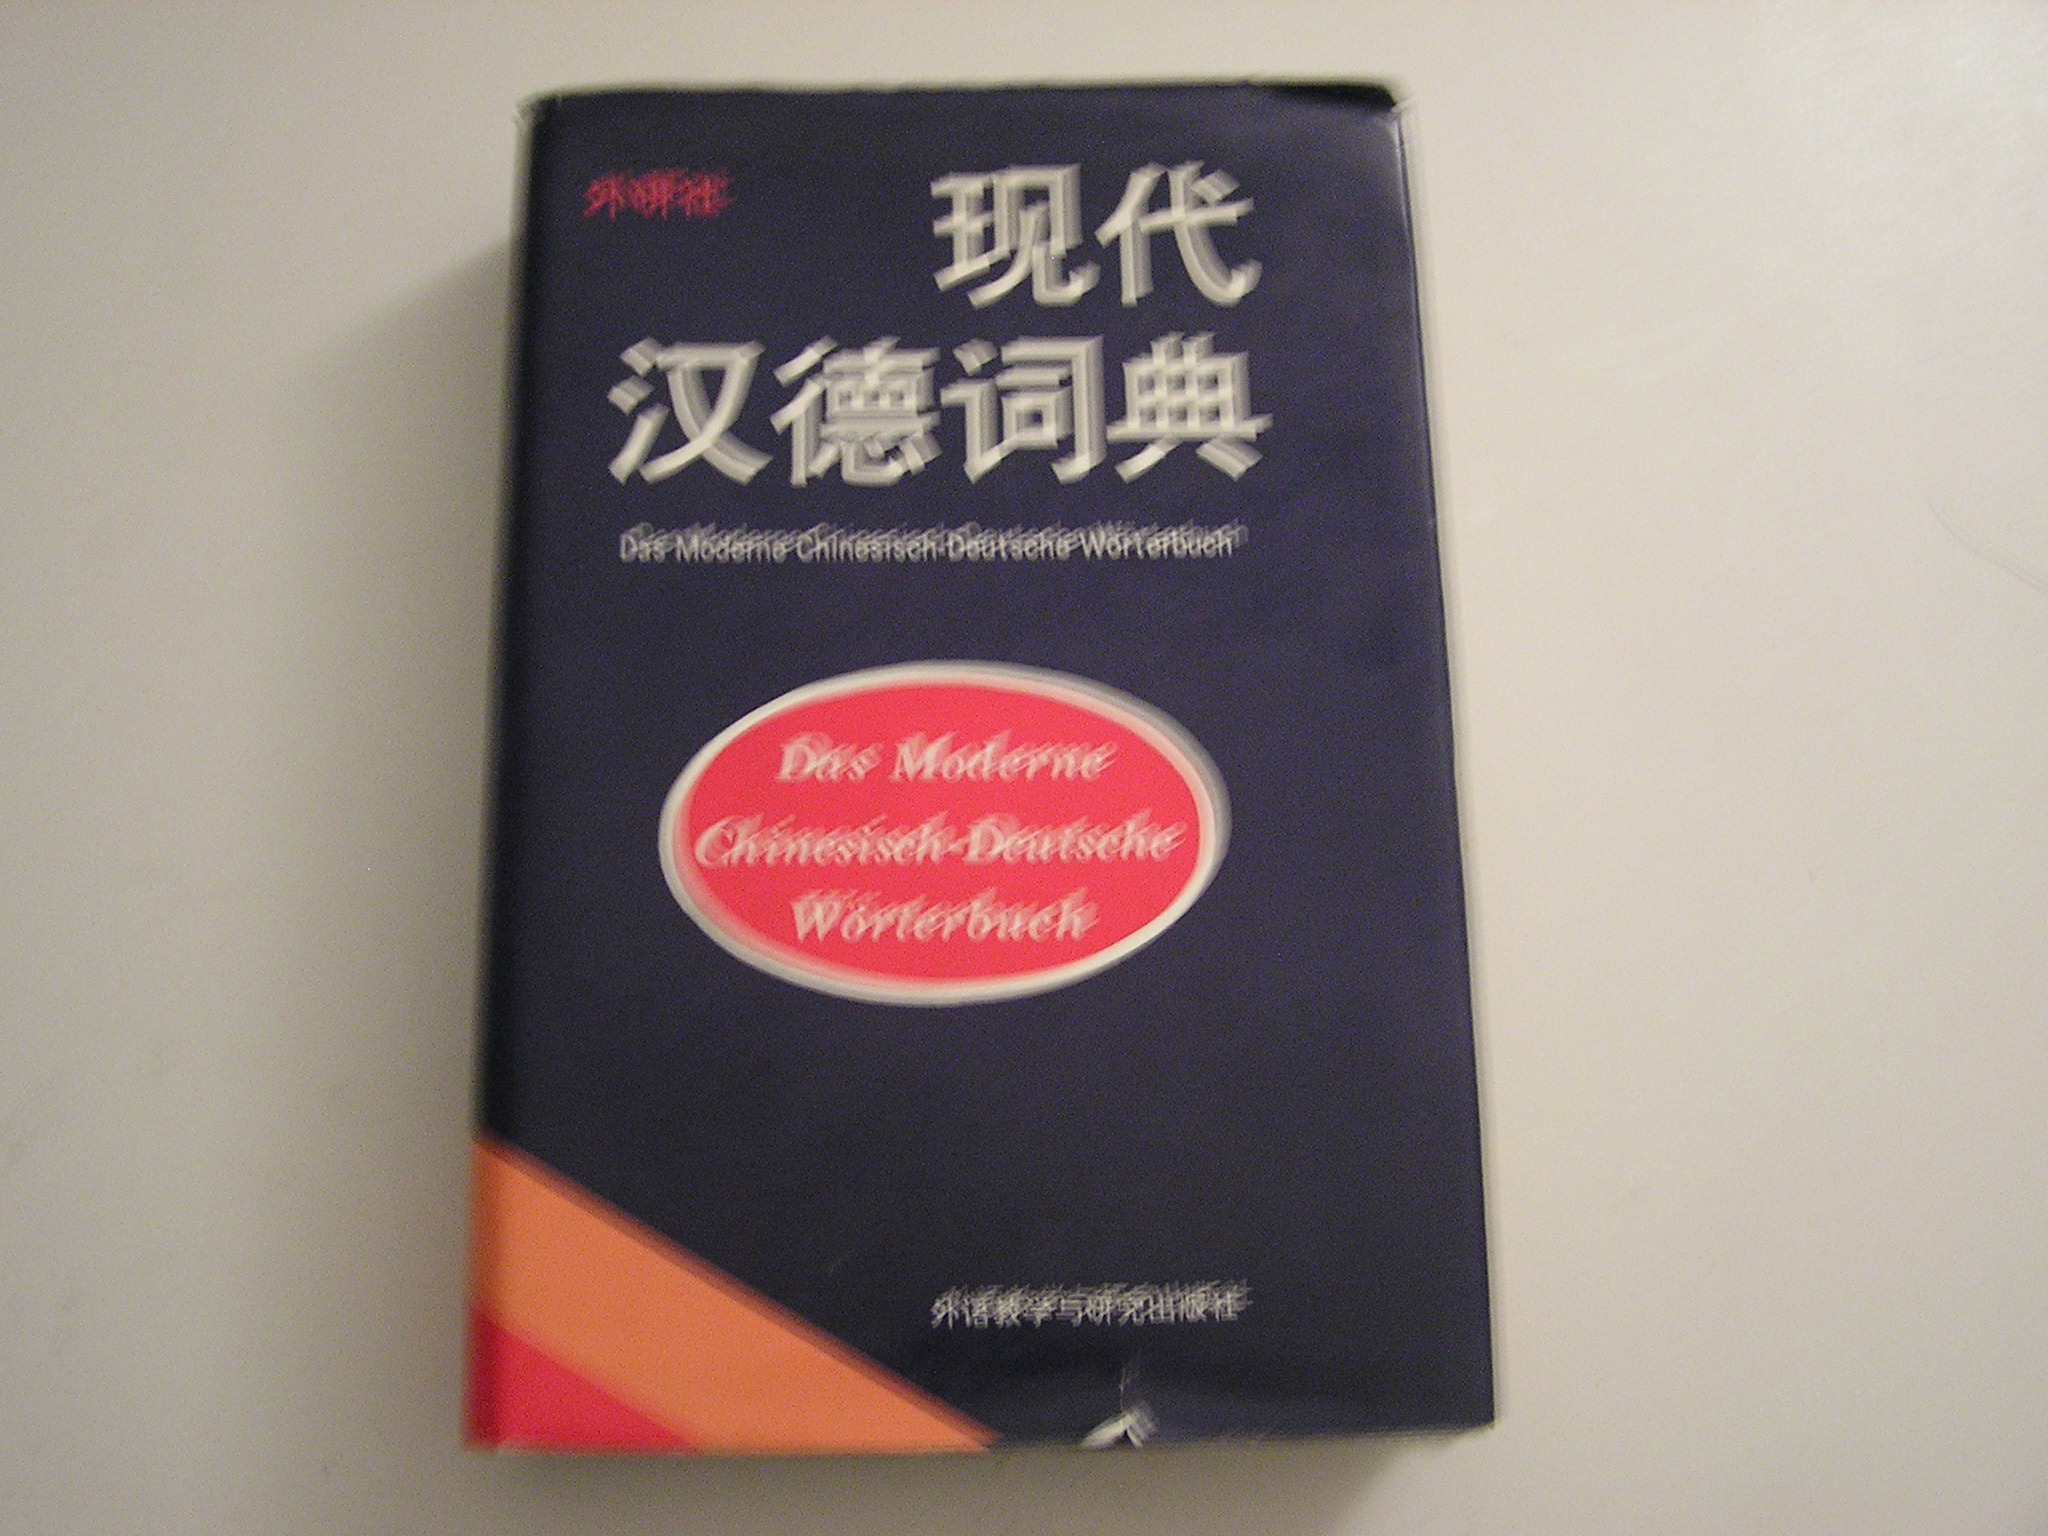 外研社
现代
汉德词典
Das Moderne Chinesisch-Deutsche Wörterbuch
Das Moderne
Chinesisch-Deutsche
Wörterbuch
外语教学与研究出版社